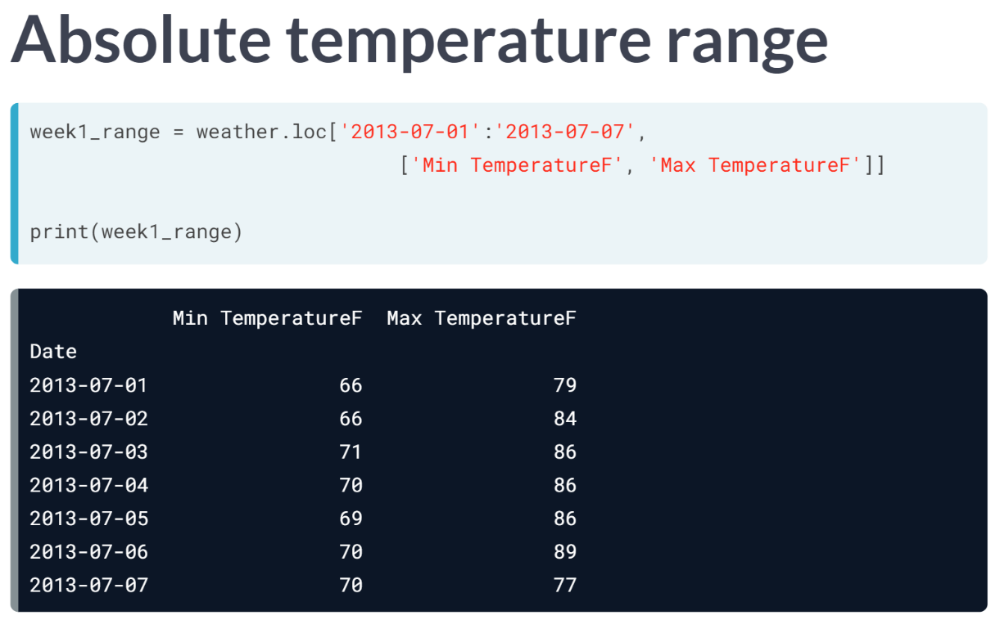 Absolute temperature range
week1_range = weather.loc['2013-07-01':'2013-07-07',
['Min TemperatureF', 'Max TemperatureF']]
print(week1_range)
Min TemperatureF  Max TemperatureF
Date
2013-07-01 66 79
2013-07-02 66 84
2013-07-03 71 86
2013-07-04 70 86
2013-07-05 69 86
2013-07-06 70 89
2013-07-07 70 77